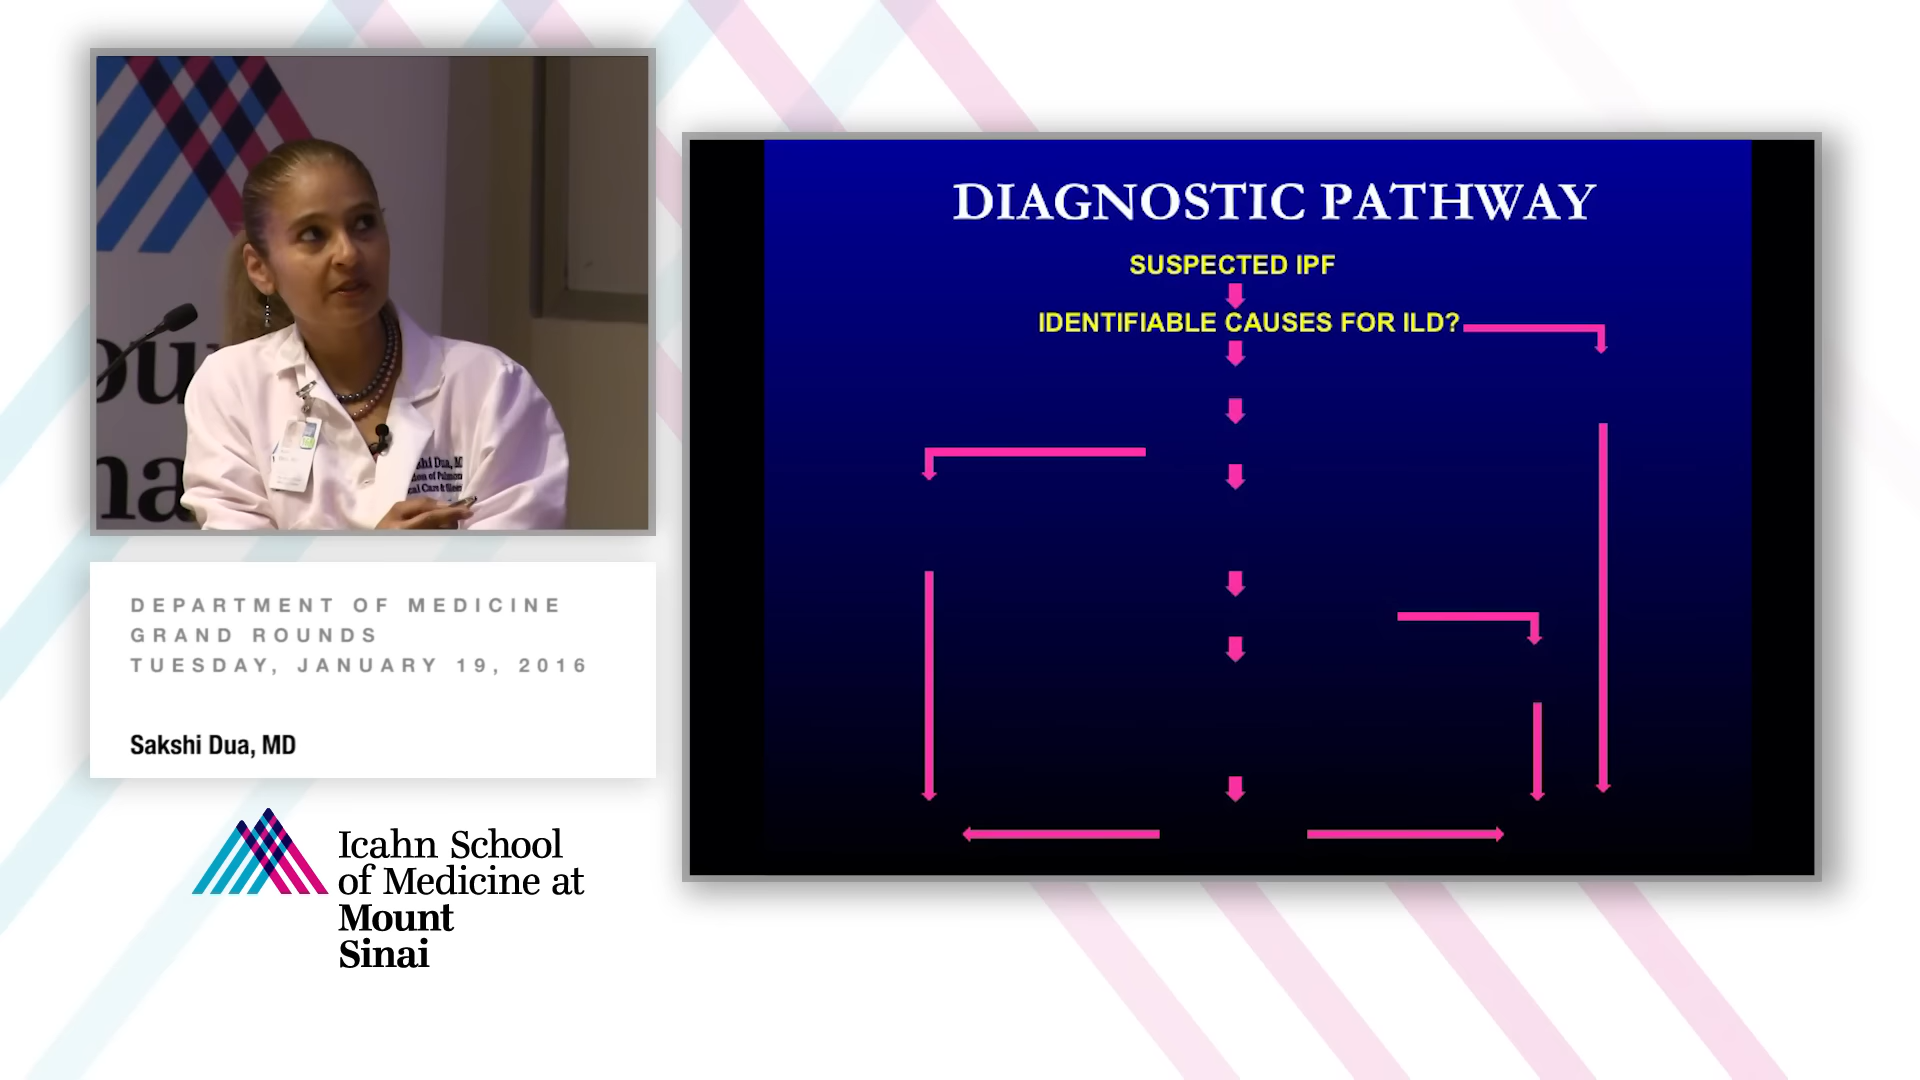 DIAGNOSTIC PATHWAY
SUSPECTED IPF
IDENTIFIABLE CAUSES FOR ILD?
DEPARTMENT OF MEDICINE
GRAND ROUNDS
TUESDAY, JANUARY 19, 2016
Sakshi Dua, MD
Icahn School
of Medicine at
Mount
Sinai